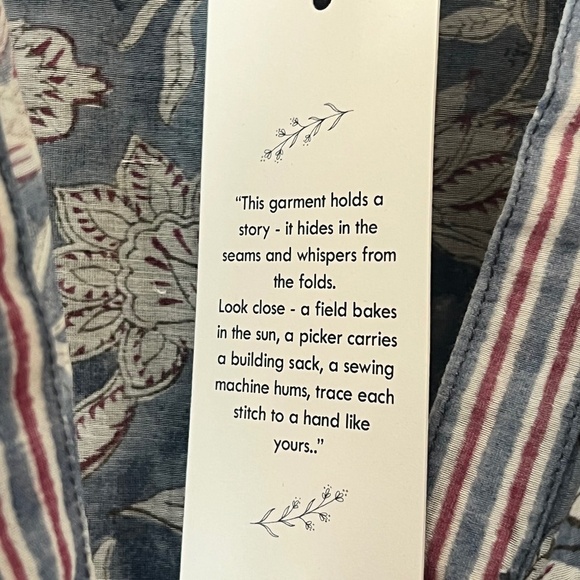 “This garment holds a
story - it hides in the
seams and whispers from
the folds.
Look close - a field bakes
in the sun, a picker carries
a building sack, a sewing
machine hums, trace each
stitch to a hand like
yours..”